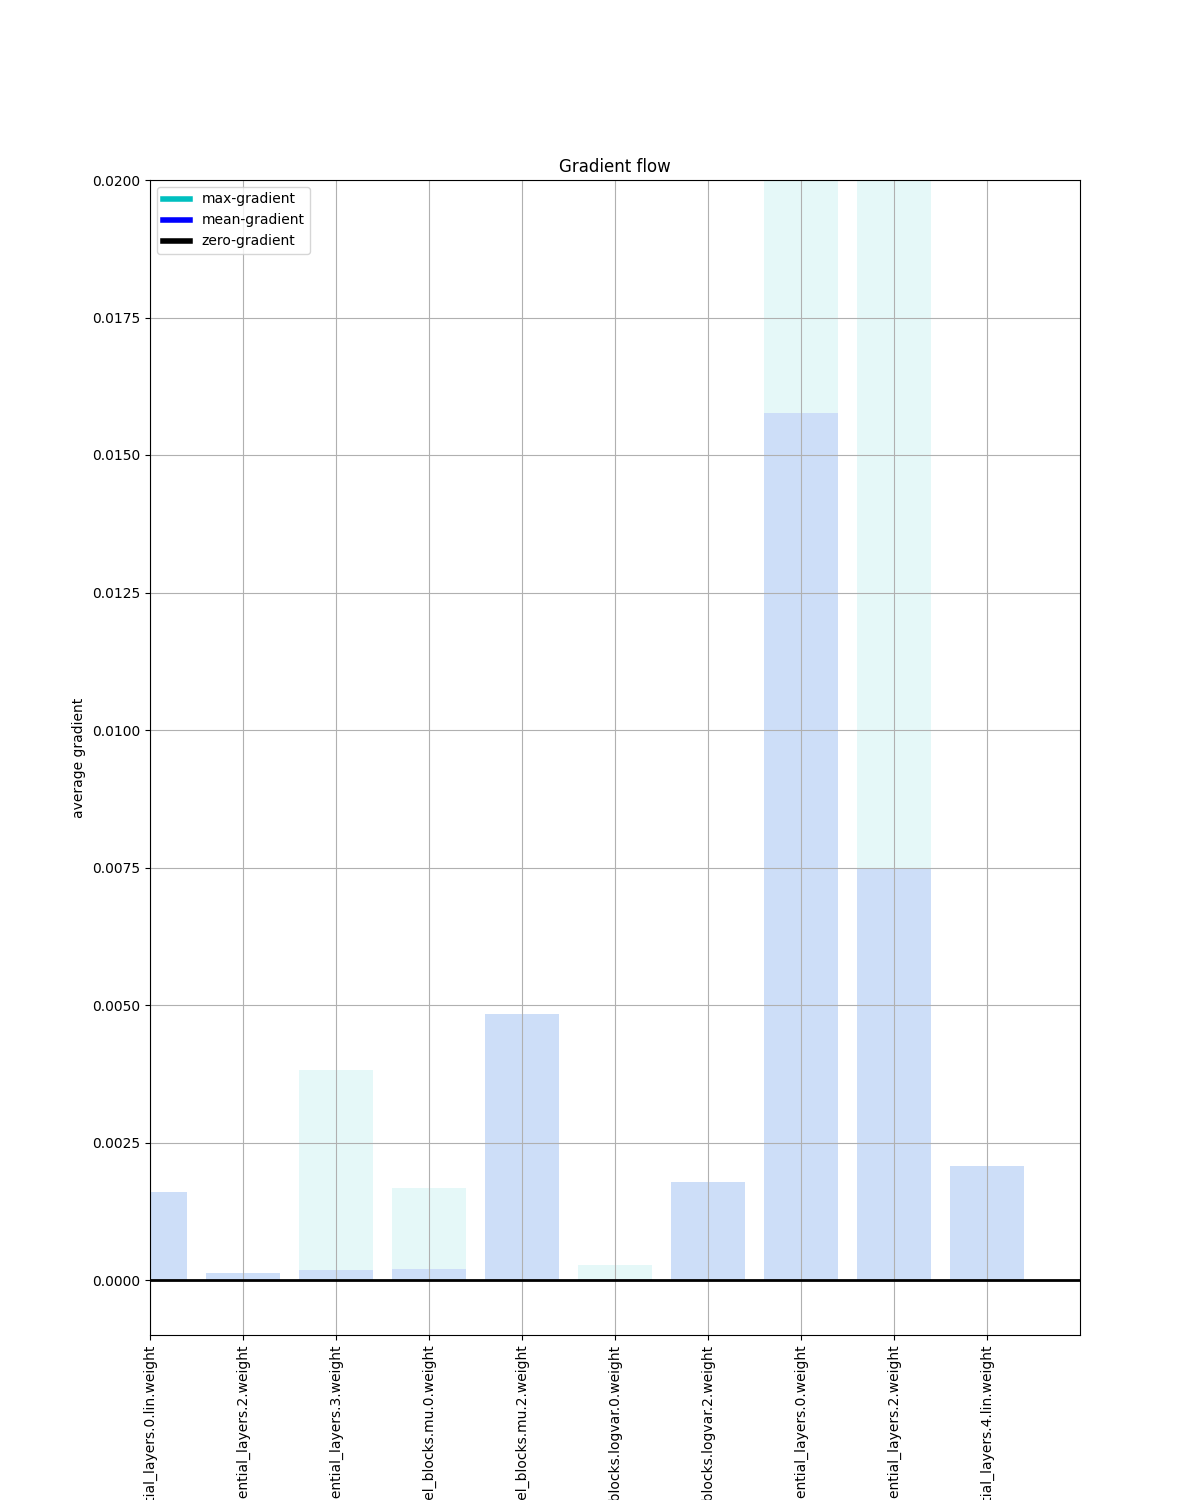 Gradient flow
max-gradient
mean-gradient
zero-gradient
0.0200
0.0175
0.0150
0.0125
0.0100
0.0075
0.0050
0.0025
0.0000
average gradient
tial_layers.0.lin.weight
ential_layers.2.weight
ential_layers.3.weight
el_blocks.mu.0.weight
el_blocks.mu.2.weight
blocks.logvar.0.weight
blocks.logvar.2.weight
ential_layers.0.weight
ential_layers.2.weight
tial_layers.4.lin.weight